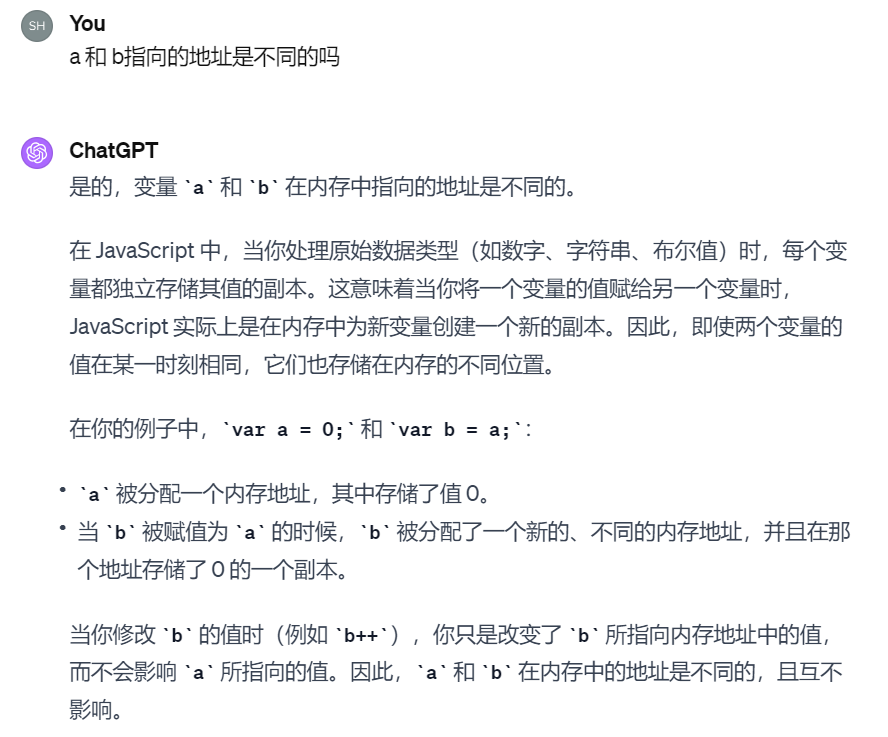 SH
You
a 和 b指向的地址是不同的吗
ChatGPT
是的，变量 `a` 和 `b` 在内存中指向的地址是不同的。
在 JavaScript 中，当你处理原始数据类型（如数字、字符串、布尔值）时，每个变
量都独立存储其值的副本。这意味着当你将一个变量的值赋给另一个变量时，
JavaScript 实际上是在内存中为新变量创建一个新的副本。因此，即使两个变量的
值在某一时刻相同，它们也存储在内存的不同位置。
在你的例子中，`var a = 0;` 和 `var b = a;`：
• `a` 被分配一个内存地址，其中存储了值 0。
• 当 `b` 被赋值为 `a` 的时候，`b` 被分配了一个新的、不同的内存地址，并且在那
个地址存储了 0 的一个副本。
当你修改 `b` 的值时（例如 `b++`），你只是改变了 `b` 所指向内存地址中的值，
而不会影响 `a` 所指向的值。因此，`a` 和 `b` 在内存中的地址是不同的，且互不
影响。